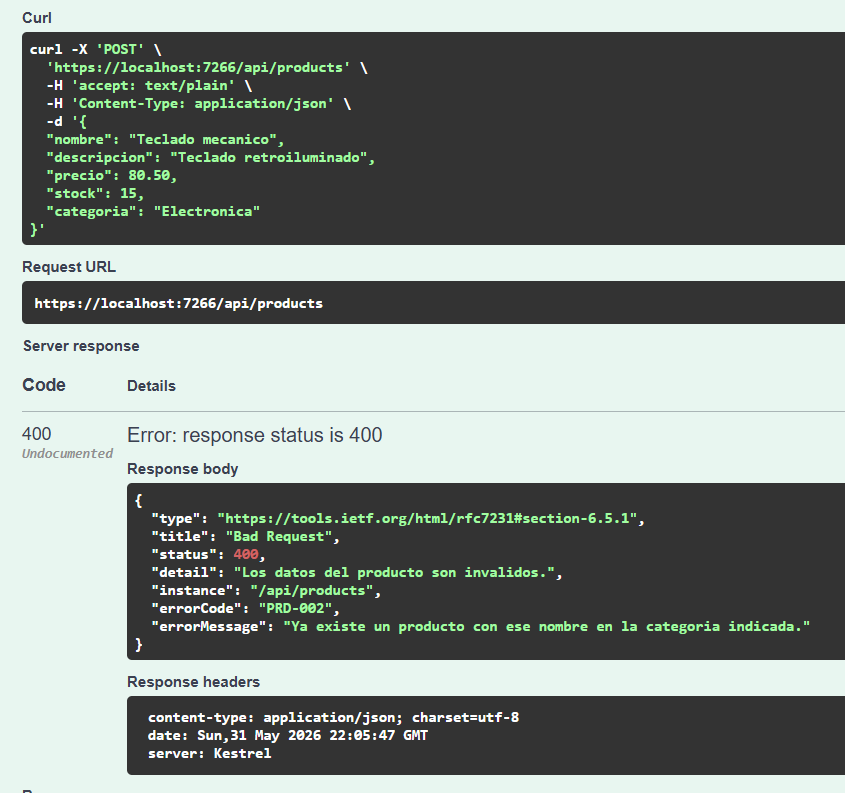 Curl
curl -X 'POST' \
  'https://localhost:7266/api/products' \
  -H 'accept: text/plain' \
  -H 'Content-Type: application/json' \
  -d '{
  "nombre": "Teclado mecanico",
  "descripcion": "Teclado retroiluminado",
  "precio": 80.50,
  "stock": 15,
  "categoria": "Electronica"
}'
Request URL
https://localhost:7266/api/products
Server response
Code Details
400 Error: response status is 400
Undocumented
Response body
{
  "type": "https://tools.ietf.org/html/rfc7231#section-6.5.1",
  "title": "Bad Request",
  "status": 400,
  "detail": "Los datos del producto son invalidos.",
  "instance": "/api/products",
  "errorCode": "PRD-002",
  "errorMessage": "Ya existe un producto con ese nombre en la categoria indicada."
}
Response headers
content-type: application/json; charset=utf-8
date: Sun,31 May 2026 22:05:47 GMT
server: Kestrel